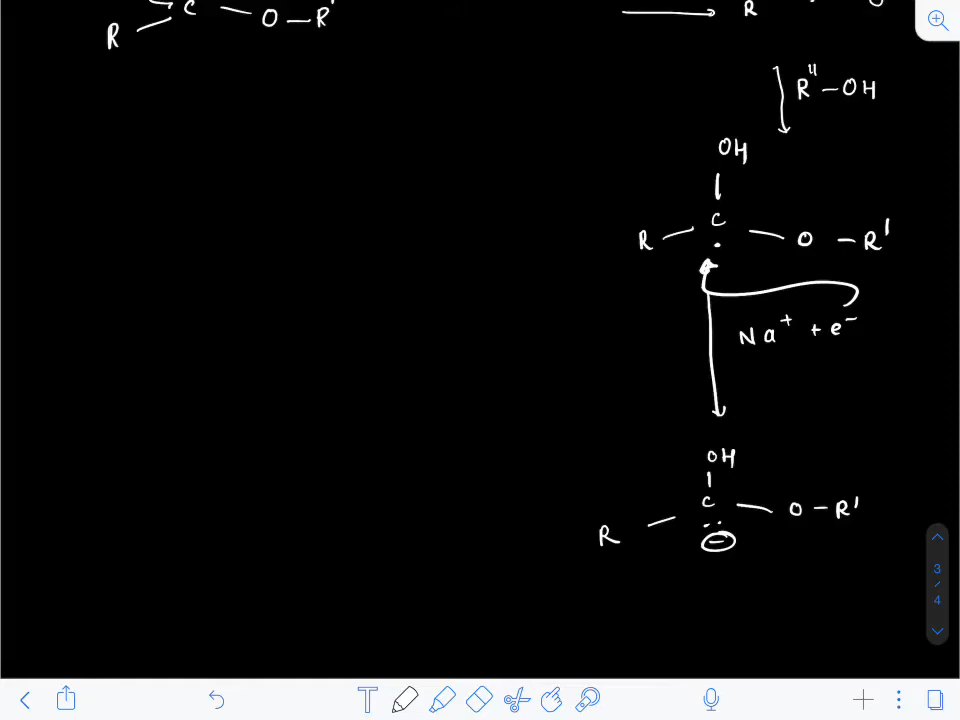 C
O — R'
R
R
R" — OH
OH
C
R
O — R'
Na⁺ + e⁻
OH
C
O — R'
R
3
/
4
T